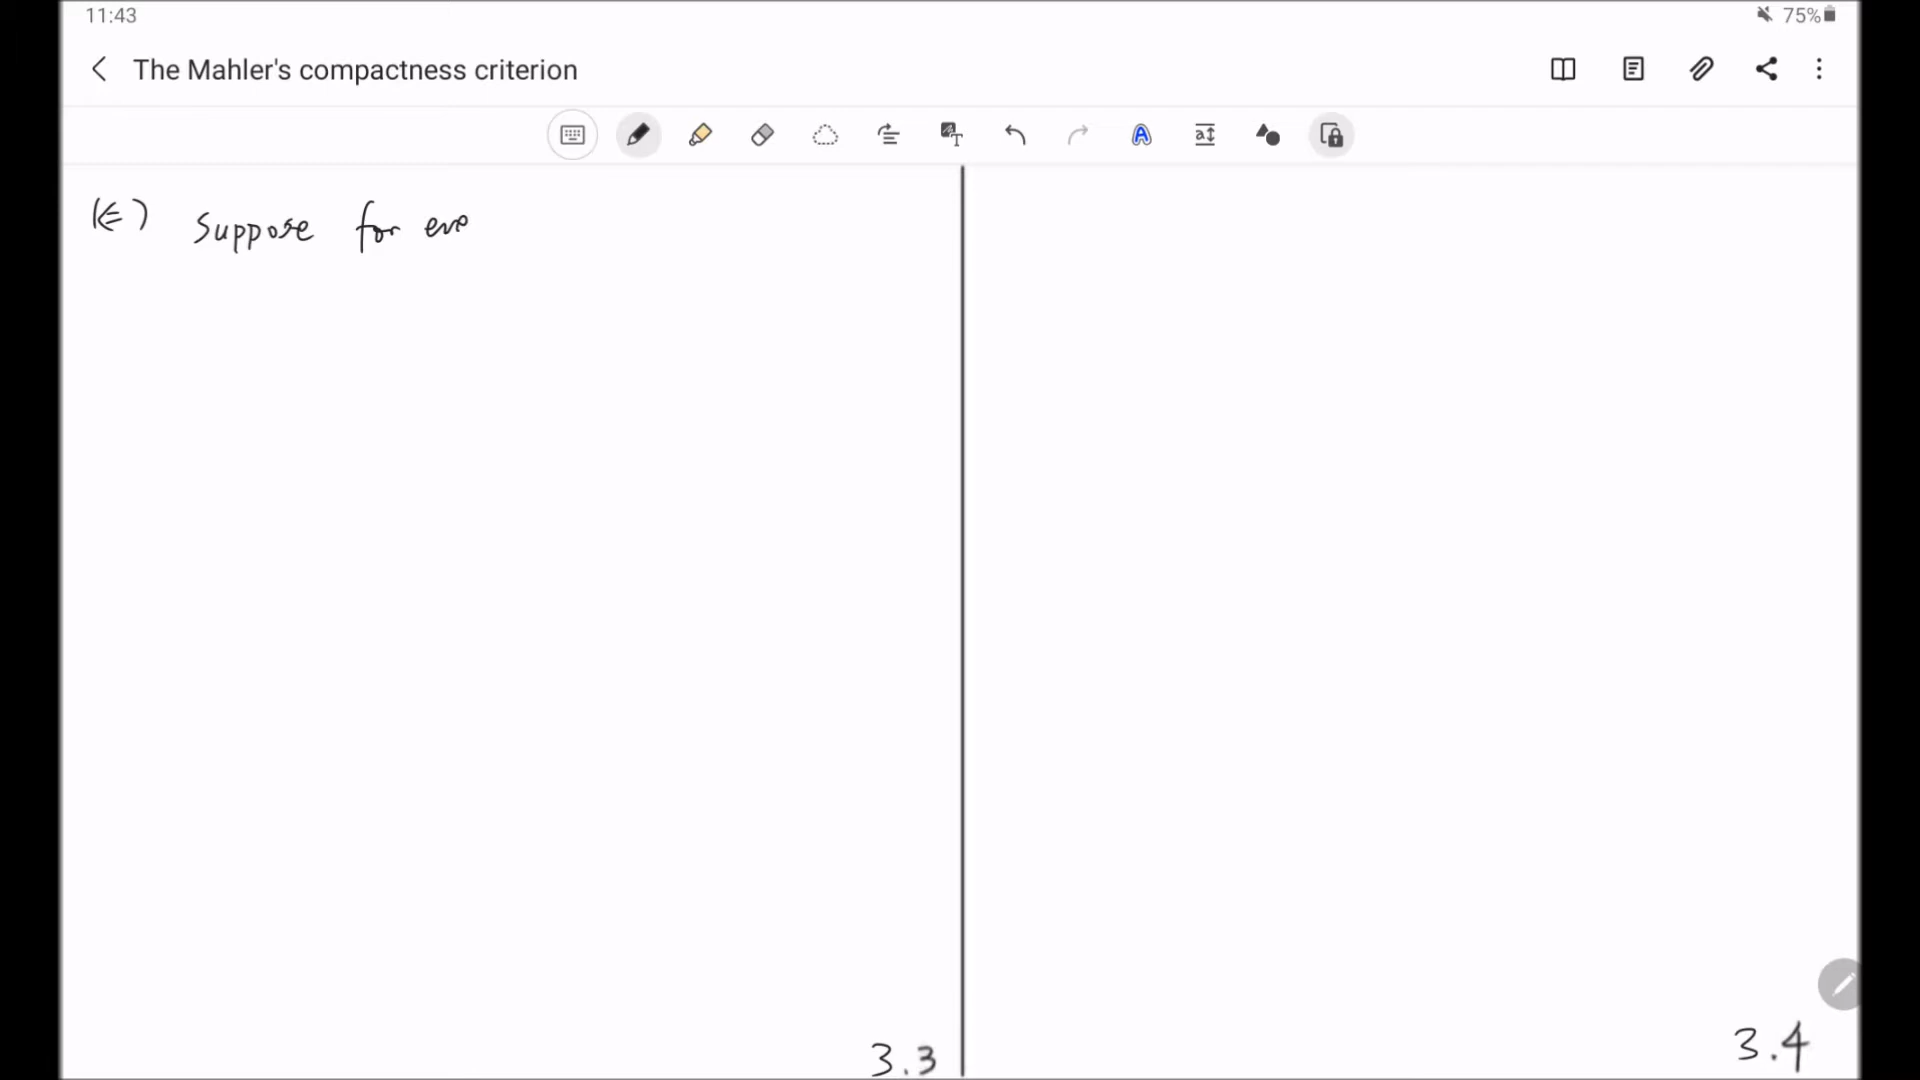 11:43
75%
The Mahler's compactness criterion
(⇐) Suppose for eve
3.3
3.4